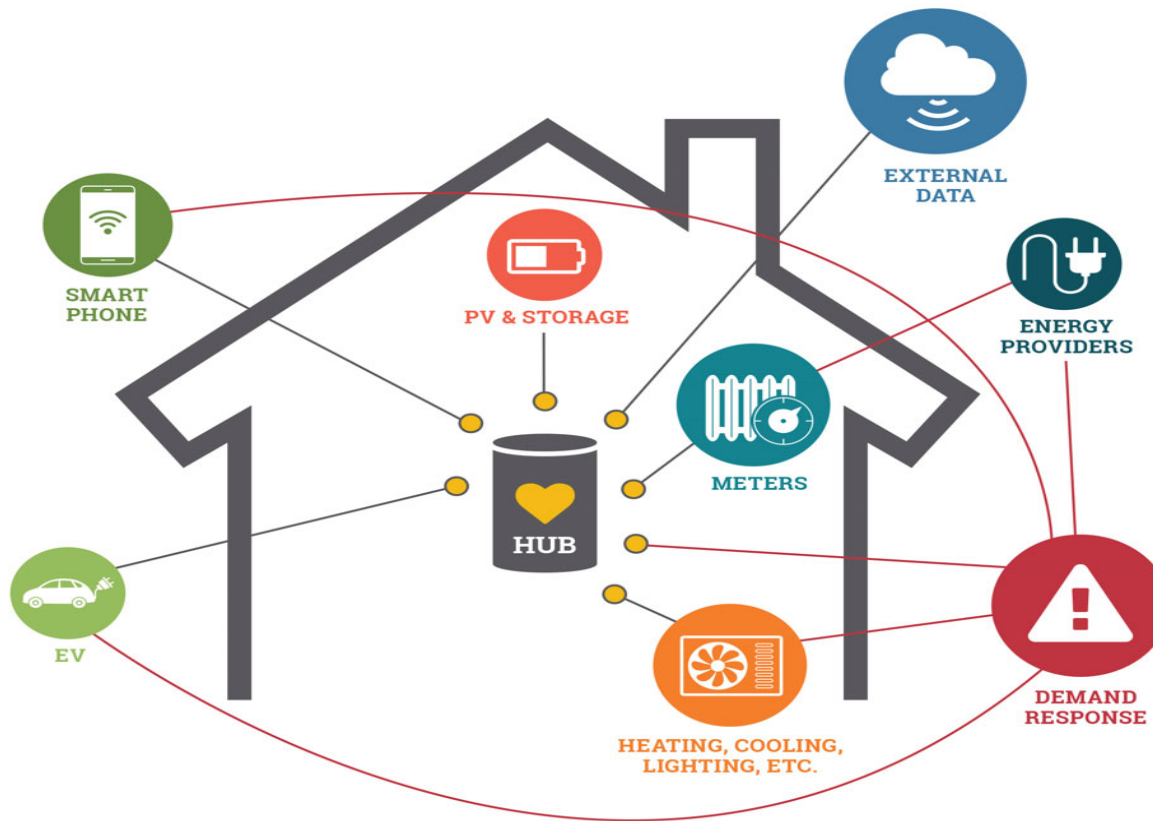 EXTERNAL
DATA
SMART
PHONE
PV & STORAGE
ENERGY
PROVIDERS
METERS
HUB
EV
DEMAND
RESPONSE
HEATING, COOLING,
LIGHTING, ETC.